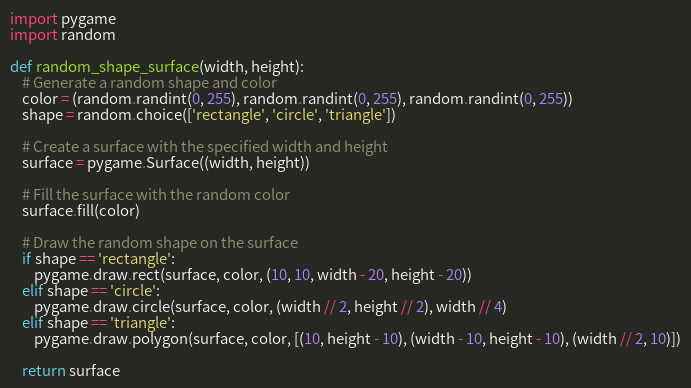 import pygame
import random
def random_shape_surface(width, height):
# Generate a random shape and color
color = (random.randint(0, 255), random.randint(0, 255), random.randint(0, 255))
shape = random.choice(['rectangle', 'circle', 'triangle'])
# Create a surface with the specified width and height
surface = pygame.Surface((width, height))
# Fill the surface with the random color
surface.fill(color)
# Draw the random shape on the surface
if shape == 'rectangle':
pygame.draw.rect(surface, color, (10, 10, width - 20, height - 20))
elif shape == 'circle':
pygame.draw.circle(surface, color, (width // 2, height // 2), width // 4)
elif shape == 'triangle':
pygame.draw.polygon(surface, color, [(10, height - 10), (width - 10, height - 10), (width // 2, 10)])
return surface